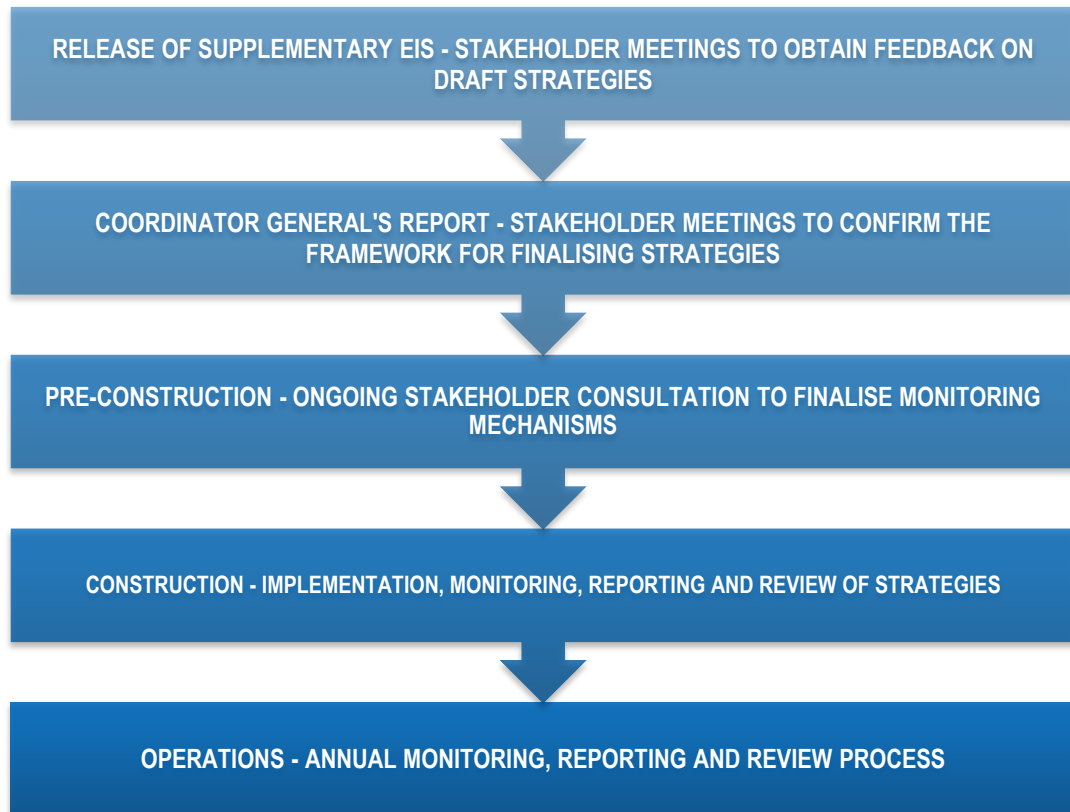 RELEASE OF SUPPLEMENTARY EIS - STAKEHOLDER MEETINGS TO OBTAIN FEEDBACK ON
DRAFT STRATEGIES
COORDINATOR GENERAL'S REPORT - STAKEHOLDER MEETINGS TO CONFIRM THE
FRAMEWORK FOR FINALISING STRATEGIES
PRE-CONSTRUCTION - ONGOING STAKEHOLDER CONSULTATION TO FINALISE MONITORING
MECHANISMS
CONSTRUCTION - IMPLEMENTATION, MONITORING, REPORTING AND REVIEW OF STRATEGIES
OPERATIONS - ANNUAL MONITORING, REPORTING AND REVIEW PROCESS